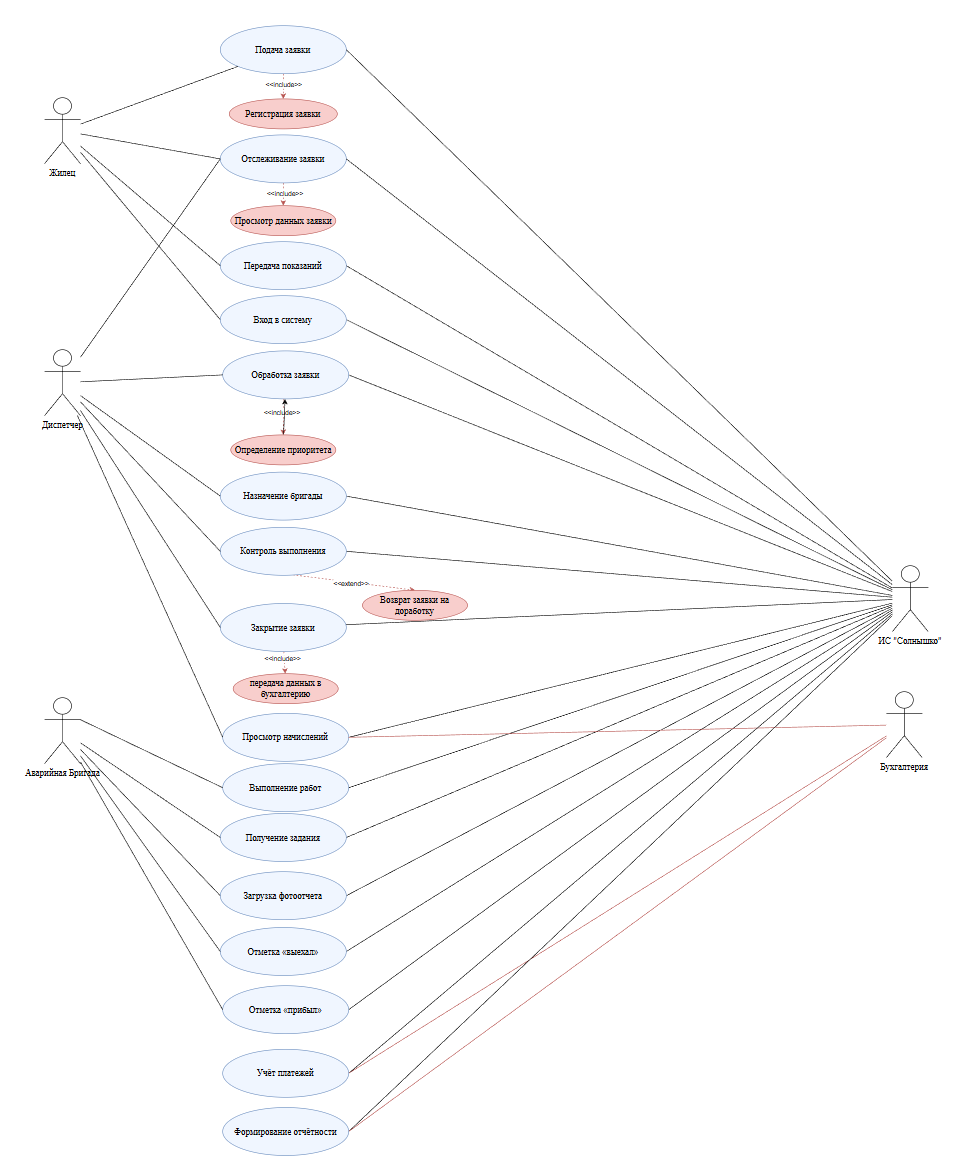 Подача заявки
<<include>>
Регистрация заявки
Жилец
Отслеживание заявки
<<include>>
Просмотр данных заявки
Передача показаний
Вход в систему
Обработка заявки
Диспетчер
<<include>>
Определение приоритета
Назначение бригады
Контроль выполнения
<<extend>>
Возврат заявки на
доработку
Закрытие заявки
ИС "Солнышко"
<<include>>
передача данных в
бухгалтерию
Просмотр начислений
Аварийная Бригада
Бухгалтерия
Выполнение работ
Получение задания
Загрузка фотоотчета
Отметка «выехал»
Отметка «прибыл»
Учёт платежей
Формирование отчётности